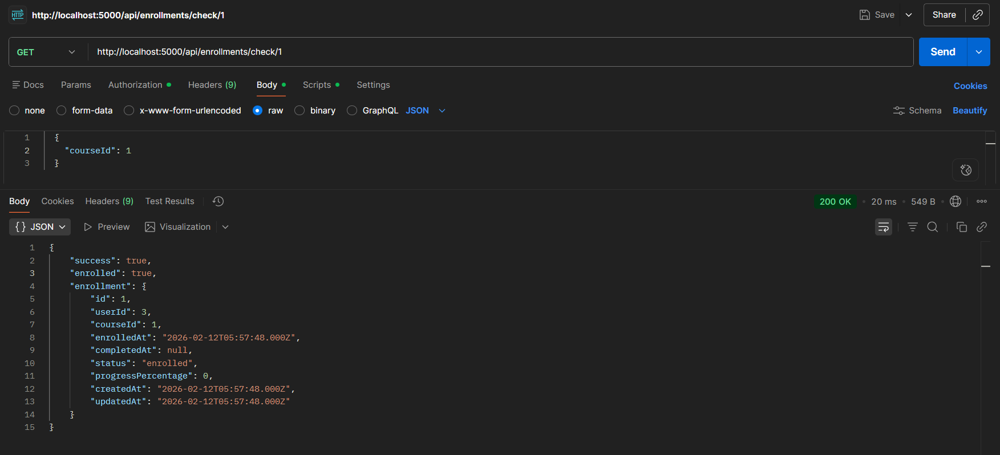 HTTP http://localhost:5000/api/enrollments/check/1 Save Share
GET http://localhost:5000/api/enrollments/check/1 Send
Docs Params Authorization Headers (9) Body Scripts Settings Cookies
none form-data x-www-form-urlencoded raw binary GraphQL JSON Schema Beautify
1 {
2 "courseId": 1
3 }
Body Cookies Headers (9) Test Results 200 OK 20 ms 549 B
{} JSON Preview Visualization
1 {
2 "success": true,
3 "enrolled": true,
4 "enrollment": {
5 "id": 1,
6 "userId": 3,
7 "courseId": 1,
8 "enrolledAt": "2026-02-12T05:57:48.000Z",
9 "completedAt": null,
10 "status": "enrolled",
11 "progressPercentage": 0,
12 "createdAt": "2026-02-12T05:57:48.000Z",
13 "updatedAt": "2026-02-12T05:57:48.000Z"
14 }
15 }